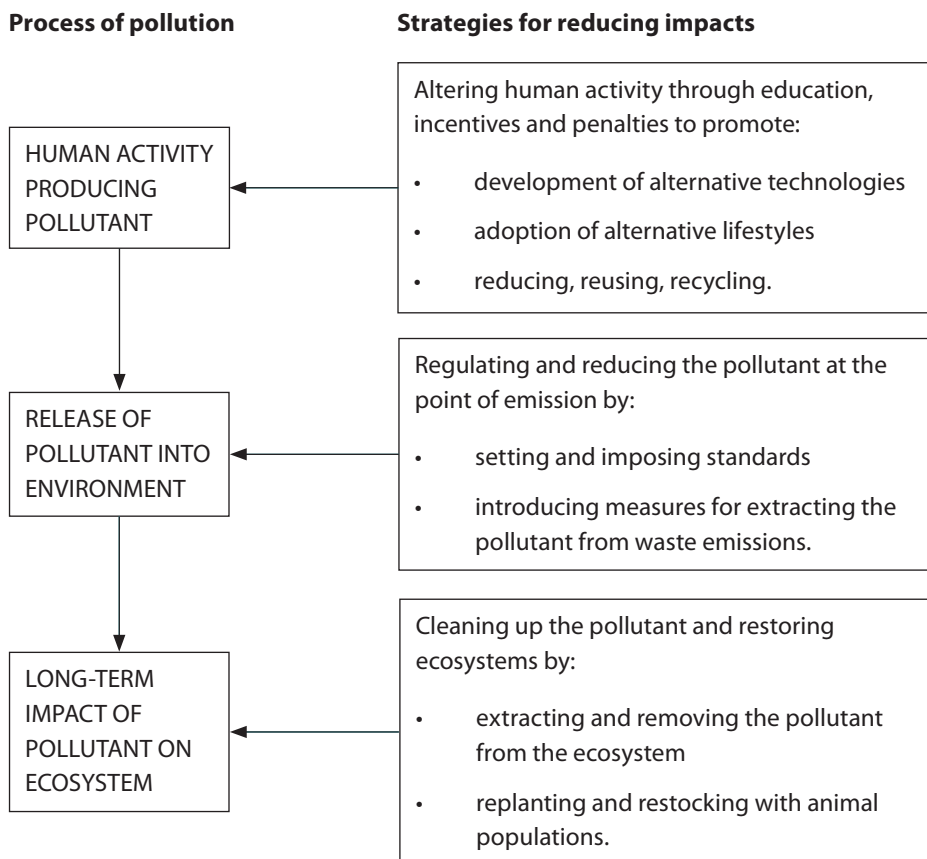 Process of pollution
Strategies for reducing impacts
HUMAN ACTIVITY
PRODUCING
POLLUTANT
Altering human activity through education,
incentives and penalties to promote:
• development of alternative technologies
• adoption of alternative lifestyles
• reducing, reusing, recycling.
RELEASE OF
POLLUTANT INTO
ENVIRONMENT
Regulating and reducing the pollutant at the
point of emission by:
• setting and imposing standards
• introducing measures for extracting the
pollutant from waste emissions.
LONG-TERM
IMPACT OF
POLLUTANT ON
ECOSYSTEM
Cleaning up the pollutant and restoring
ecosystems by:
• extracting and removing the pollutant
from the ecosystem
• replanting and restocking with animal
populations.